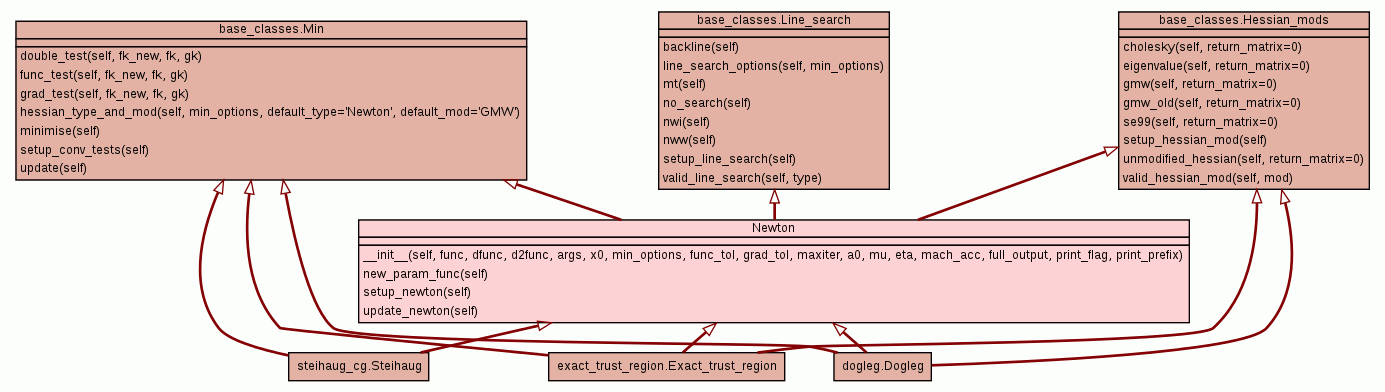 base_classes.Min
double_test(self, fk_new, fk, gk)
func_test(self, fk_new, fk, gk)
grad_test(self, fk_new, fk, gk)
hessian_type_and_mod(self, min_options, default_type='Newton', default_mod='GMW')
minimise(self)
setup_conv_tests(self)
update(self)
base_classes.Line_search
backline(self)
line_search_options(self, min_options)
mt(self)
no_search(self)
nwi(self)
nww(self)
setup_line_search(self)
valid_line_search(self, type)
base_classes.Hessian_mods
cholesky(self, return_matrix=0)
eigenvalue(self, return_matrix=0)
gmw(self, return_matrix=0)
gmw_old(self, return_matrix=0)
se99(self, return_matrix=0)
setup_hessian_mod(self)
unmodified_hessian(self, return_matrix=0)
valid_hessian_mod(self, mod)
Newton
__init__(self, func, dfunc, d2func, args, x0, min_options, func_tol, grad_tol, maxiter, a0, mu, eta, mach_acc, full_output, print_flag, print_prefix)
new_param_func(self)
setup_newton(self)
update_newton(self)
steihaug_cg.Steihaug
exact_trust_region.Exact_trust_region
dogleg.Dogleg